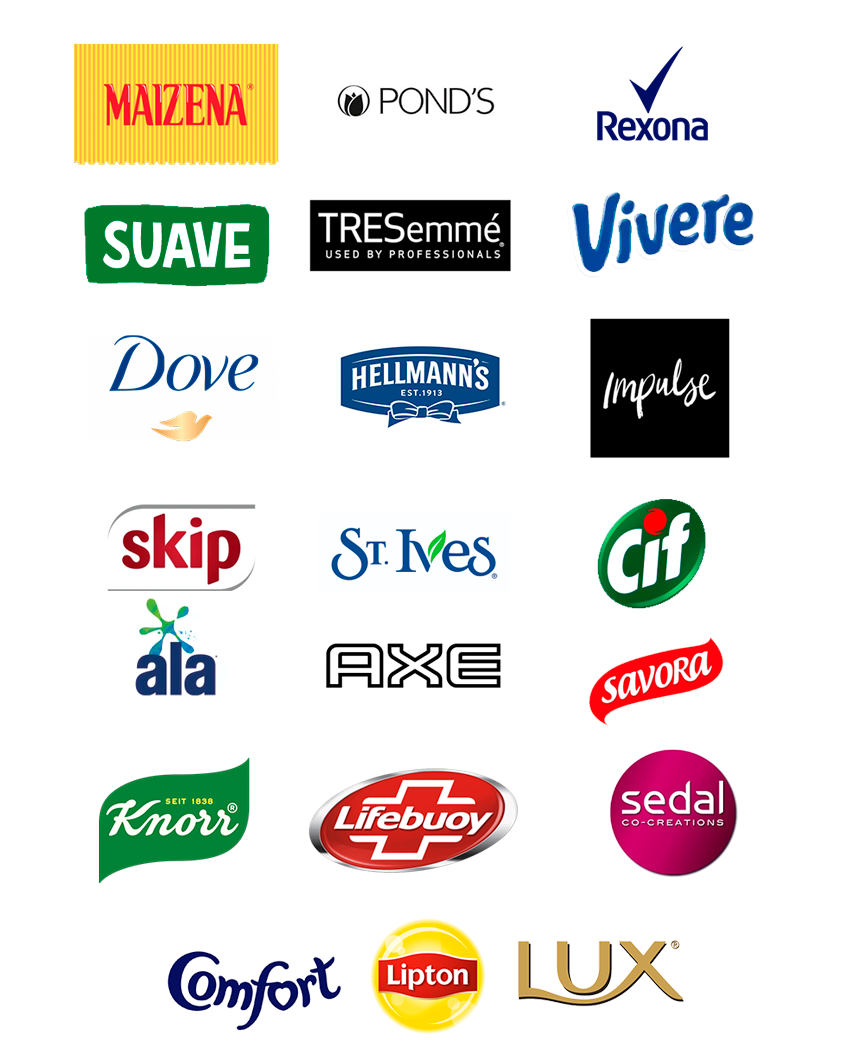 MAIZENA®
POND'S
Rexona
SUAVE
TRESemmé®
USED BY PROFESSIONALS
Vivere
Dove
HELLMANN'S
EST.1913
®
Impulse
skip
ST. Ives®
Cif
ala
AXE
SAVORA
SEIT 1838
Knorr®
Lifebuoy
sedal
CO-CREATIONS
Comfort
Lipton
LUX®